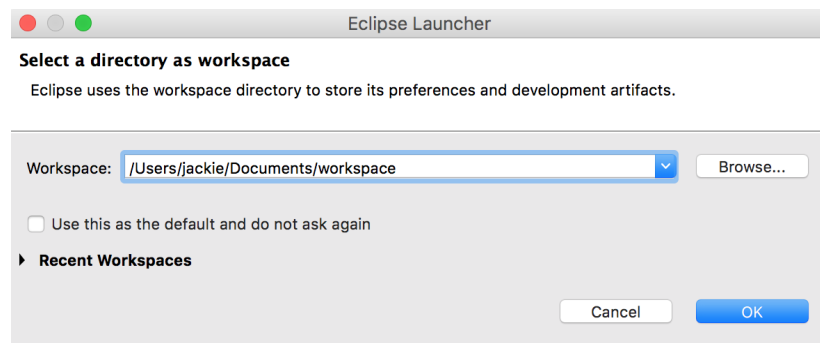 Eclipse Launcher
Select a directory as workspace
Eclipse uses the workspace directory to store its preferences and development artifacts.
Workspace: /Users/jackie/Documents/workspace Browse...
Use this as the default and do not ask again
Recent Workspaces
Cancel OK